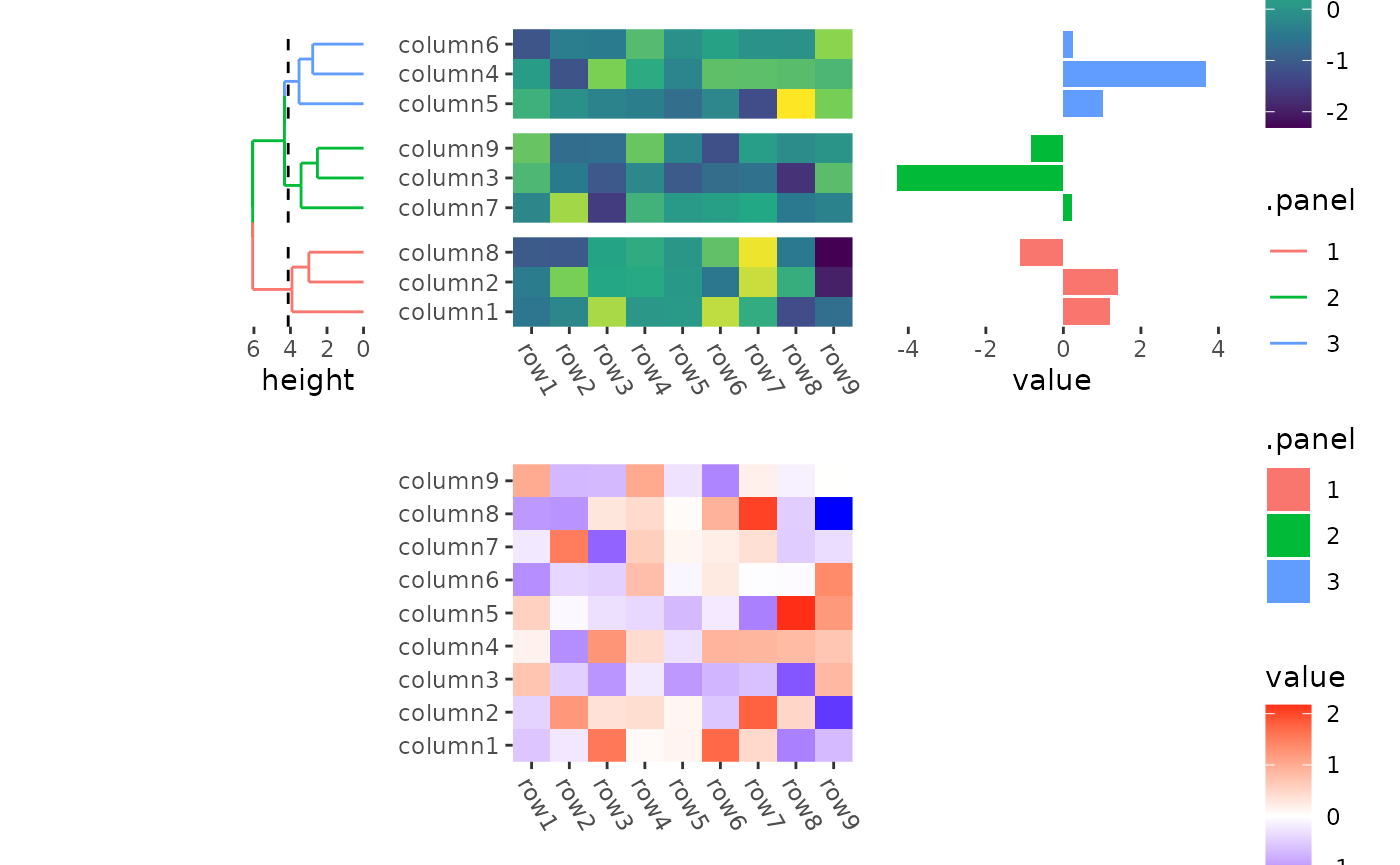 0
-1
-2
column6
column4
column5
column9
column3
column7
column8
column2
column1
6 4 2 0
height
row1 row2 row3 row4 row5 row6 row7 row8 row9
-4 -2 0 2 4
value
.panel
1
2
3
.panel
1
2
3
column9
column8
column7
column6
column5
column4
column3
column2
column1
row1 row2 row3 row4 row5 row6 row7 row8 row9
value
2
1
0
-1